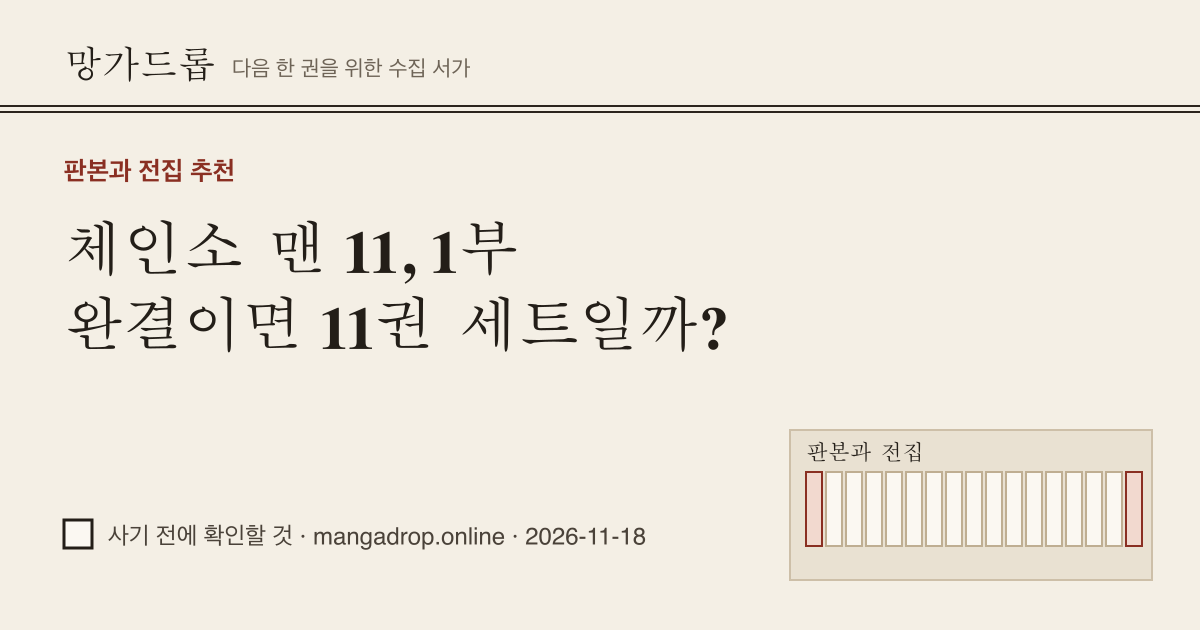 망가드롭 다음 한 권을 위한 수집 서가
판본과 전집 추천
체인소 맨 11, 1부
완결이면 11권 세트일까?
판본과 전집
사기 전에 확인할 것 · mangadrop.online · 2026-11-18